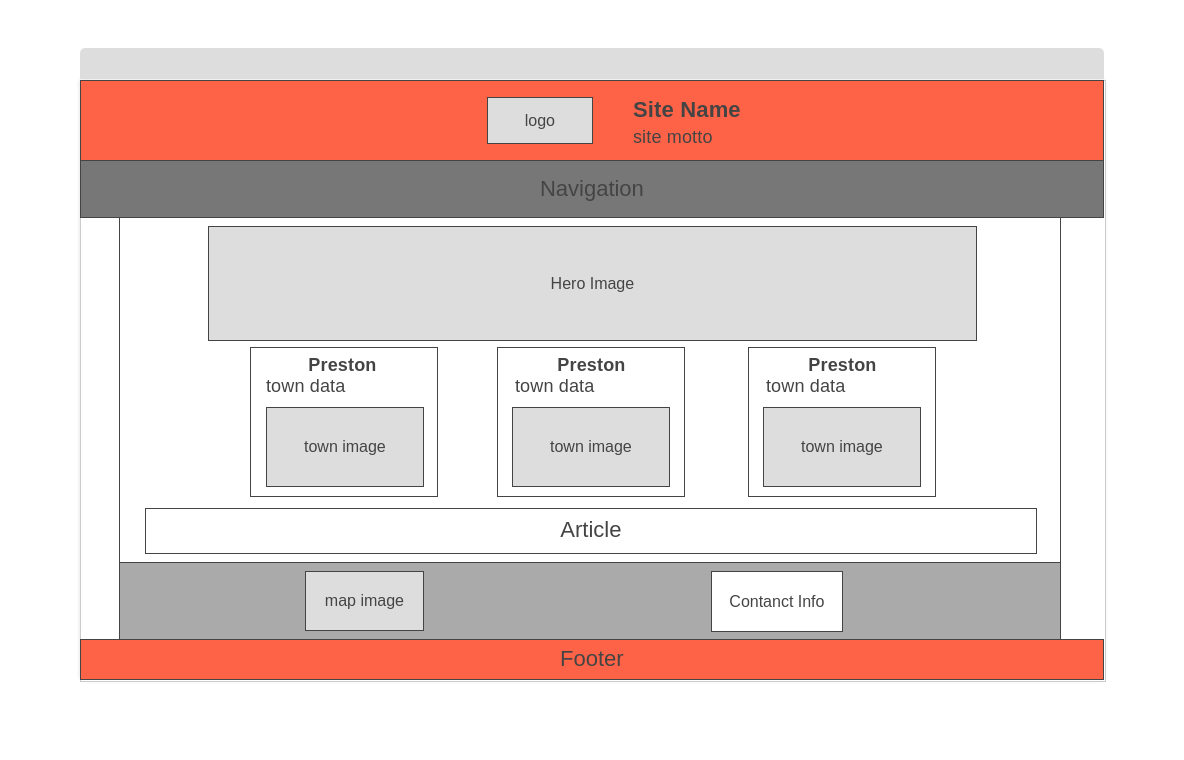 logo
Site Name
site motto
Navigation
Hero Image
Preston
town data
town image
Preston
town data
town image
Preston
town data
town image
Article
map image
Contanct Info
Footer